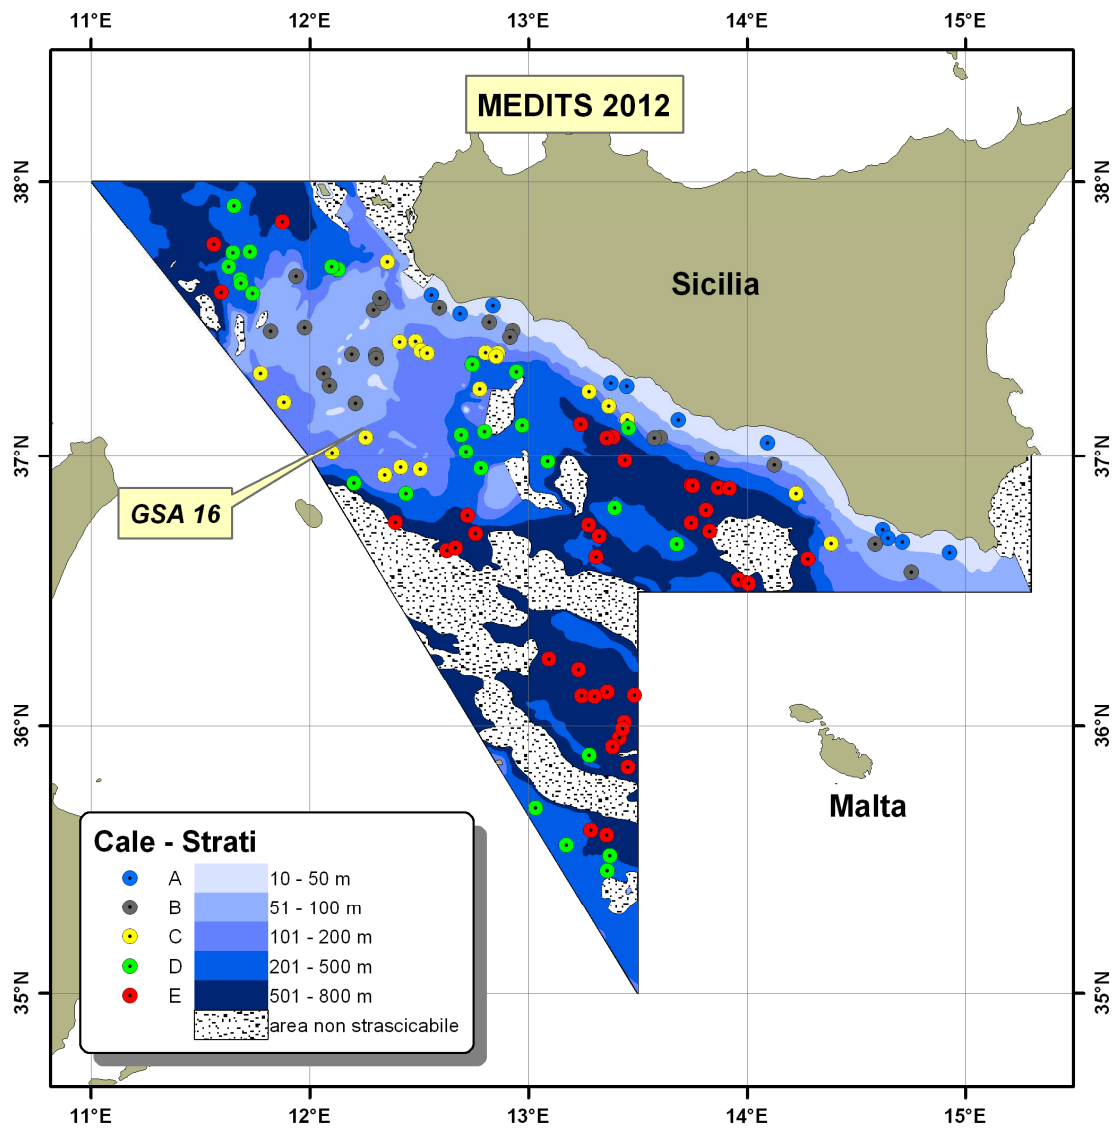 11°E 12°E 13°E 14°E 15°E
MEDITS 2012
38°N 38°N
Sicilia
37°N 37°N
GSA 16
36°N 36°N
Malta
Cale - Strati
A 10 - 50 m
B 51 - 100 m
C 101 - 200 m
D 201 - 500 m
E 501 - 800 m
area non strascicabile
35°N 35°N
11°E 12°E 13°E 14°E 15°E